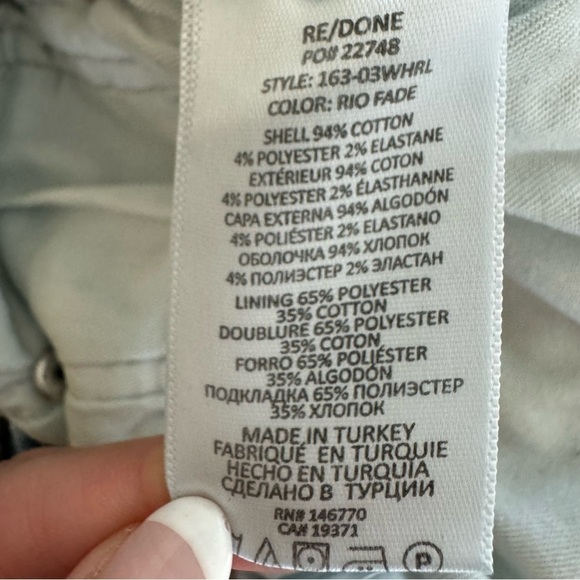 RE/DONE
PO# 22748
STYLE: 163-03WHRL
COLOR: RIO FADE
SHELL 94% COTTON
4% POLYESTER 2% ELASTANE
EXTÉRIEUR 94% COTON
4% POLYESTER 2% ÉLASTHANNE
CAPA EXTERNA 94% ALGODÓN
4% POLIÉSTER 2% ELASTANO
ОБОЛОЧКА 94% ХЛОПОК
4% ПОЛИЭСТЕР 2% ЭЛАСТАН
LINING 65% POLYESTER
35% COTTON
DOUBLURE 65% POLYESTER
35% COTON
FORRO 65% POLIÉSTER
35% ALGODÓN
ПОДКЛАДКА 65% ПОЛИЭСТЕР
35% ХЛОПОК
MADE IN TURKEY
FABRIQUÉ EN TURQUIE
HECHO EN TURQUÍA
СДЕЛАНО В ТУРЦИИ
RN# 146770
CA# 19371
P